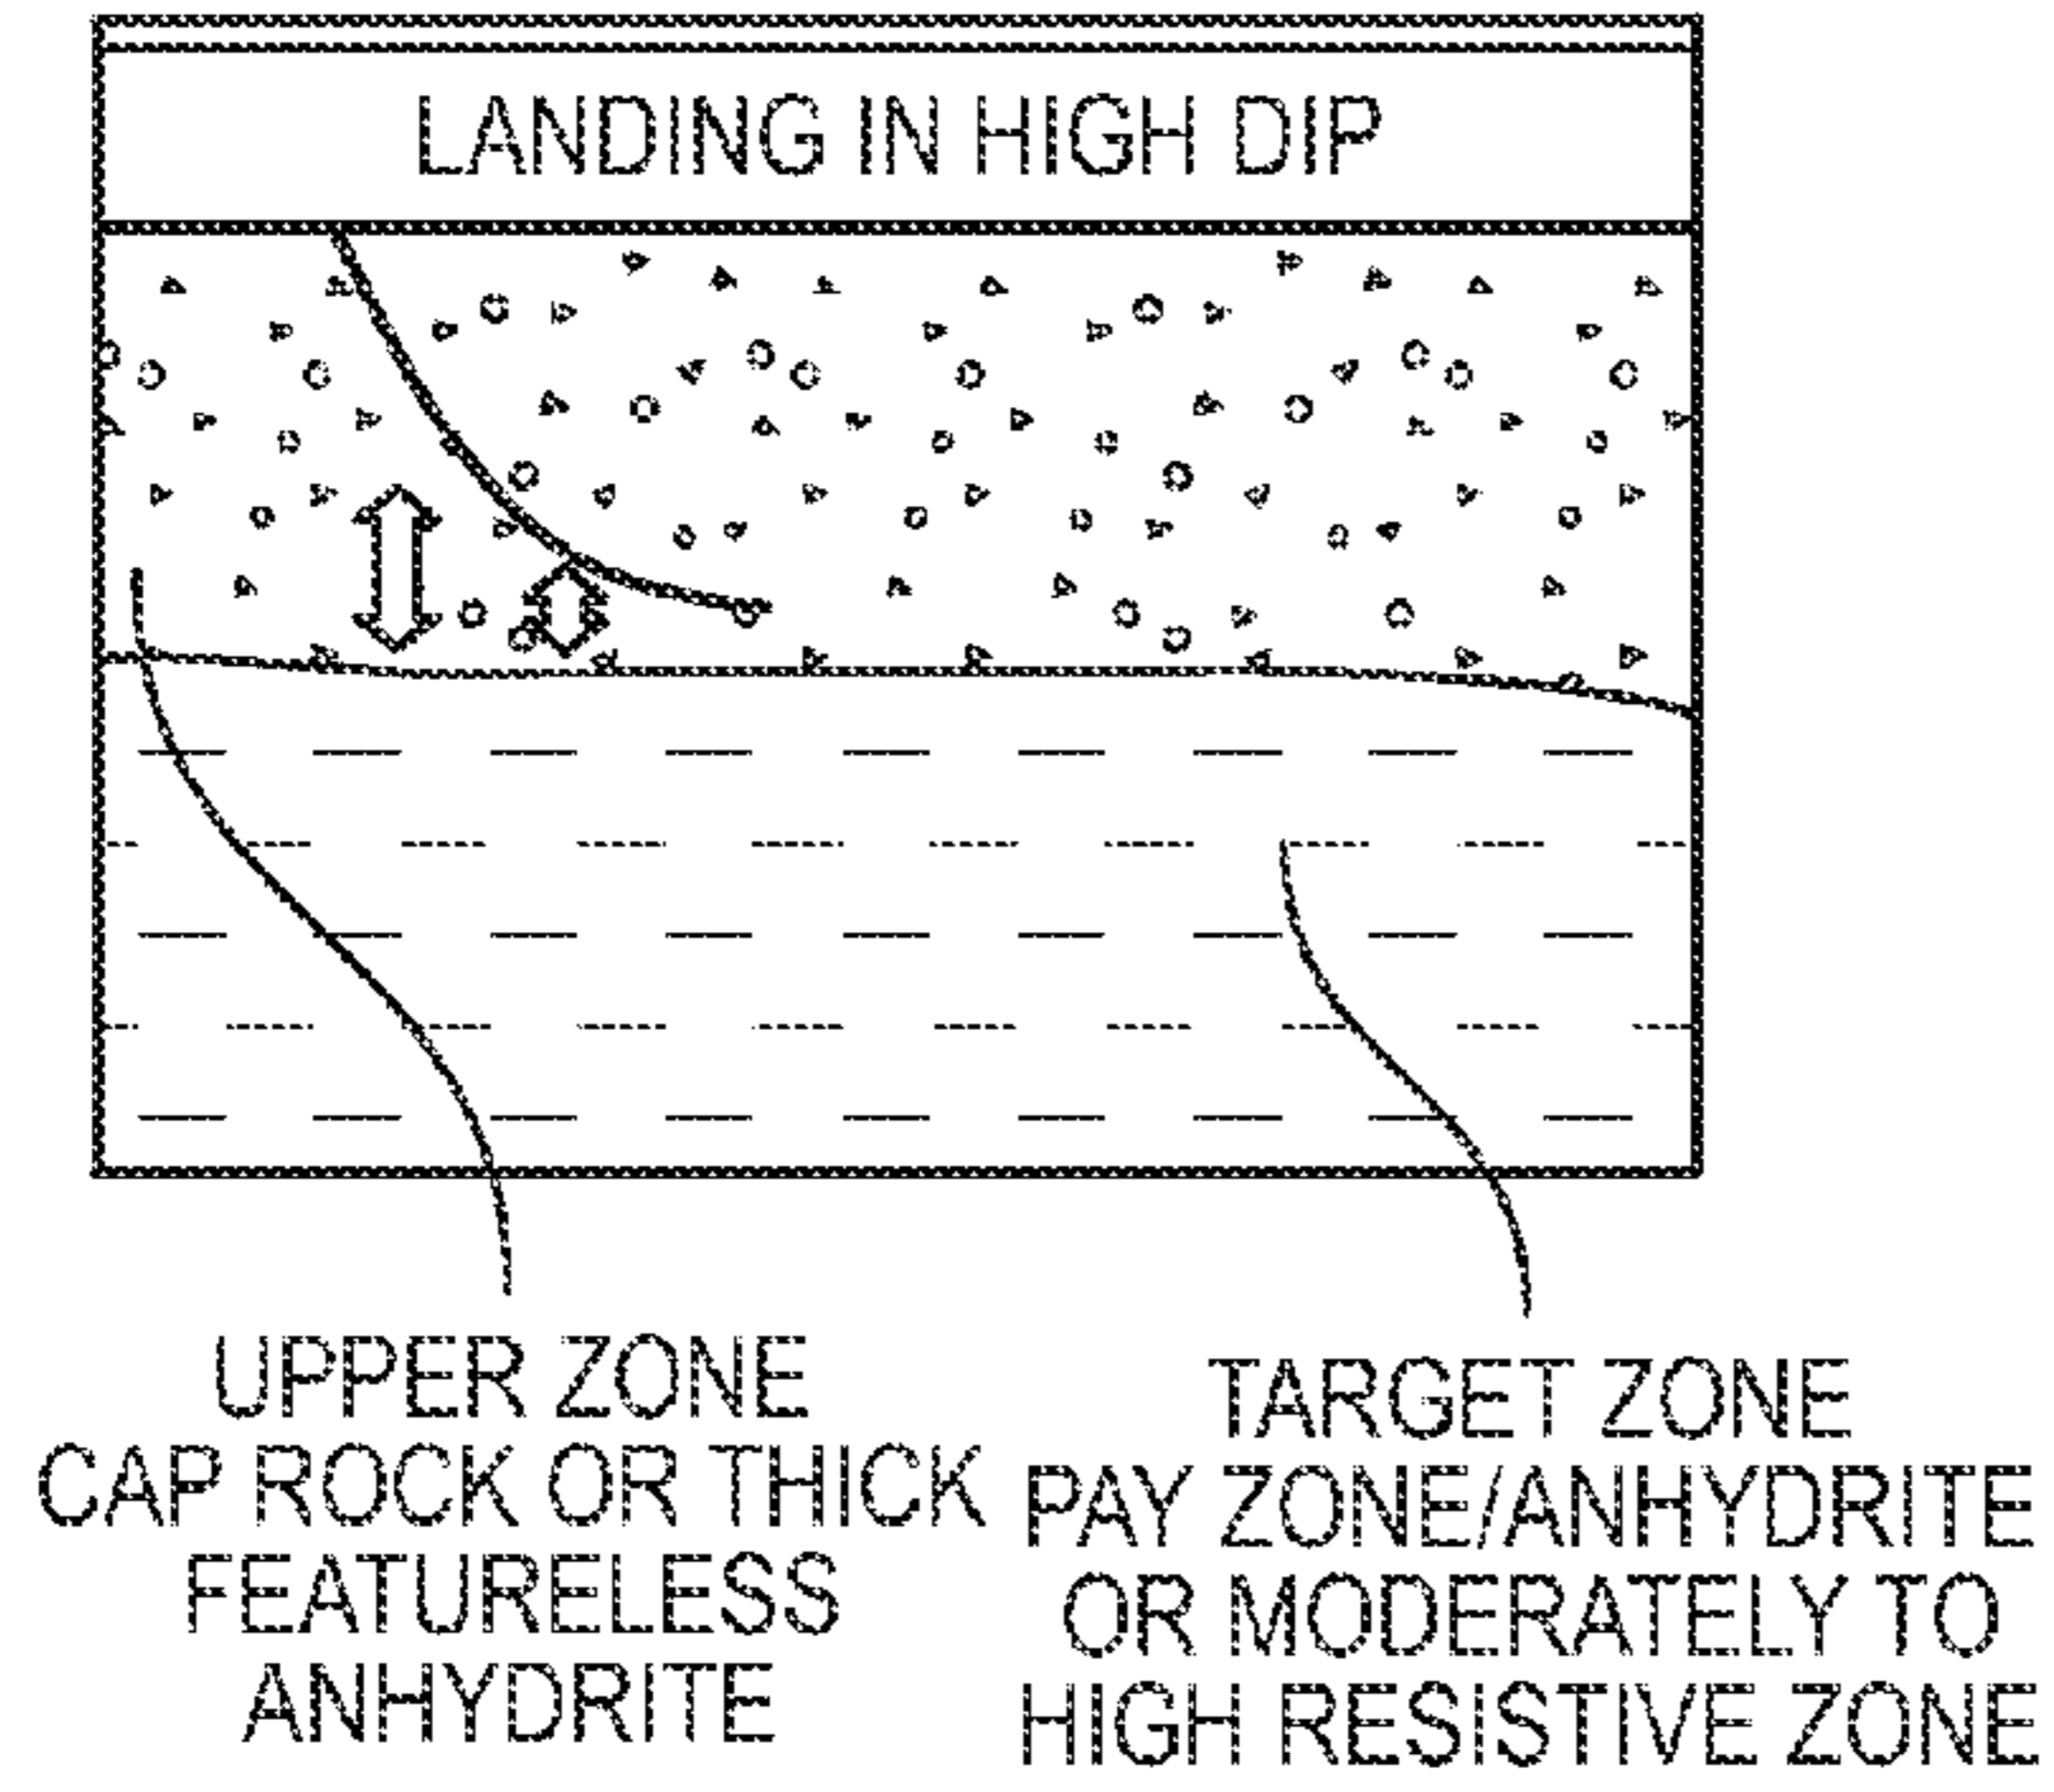 LANDING IN HIGH DIP
UPPER ZONE
CAP ROCK OR THICK
FEATURELESS
ANHYDRITE
TARGET ZONE
PAY ZONE/ANHYDRITE
OR MODERATELY TO
HIGH RESISTIVE ZONE